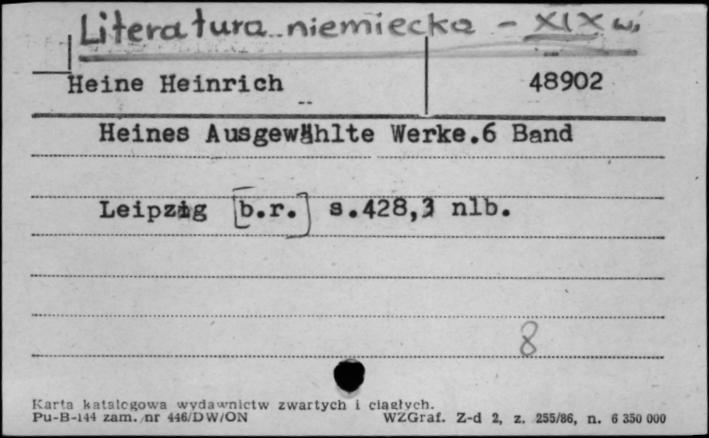 Literatura niemiecka - XIX w.
Heine Heinrich 48902
Heines Ausgewählte Werke.6 Band
Leipzig [b.r.] s.428,3 nlb.
8
Karta katalogowa wydawnictw zwartych i ciągłych.
Pu-B-144 zam. nr 446/DW/ON WZGraf. Z-d 2, z. 255/86, n. 6 350 000